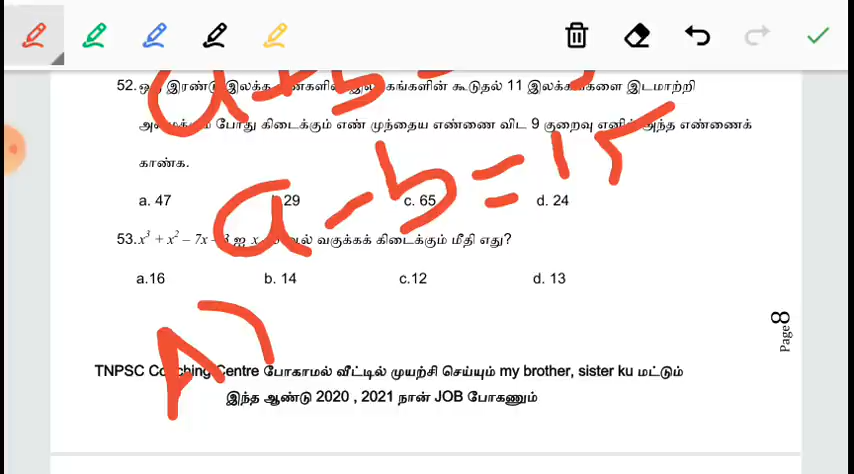 a + b =
52. ஒரு இரண்டு இலக்க எண்களின் இலக்கங்களின் கூடுதல் 11 இலக்கங்களை இடமாற்றி
போது கிடைக்கும் எண் முந்தைய எண்ணை விட 9 குறைவு எனில் அந்த எண்ணைக்
காண்க.
a - b = 15
a. 47 29 c. 65 d. 24
53. x³ + x² – 7x – x வகுக்கக் கிடைக்கும் மீதி எது?
a.16 b. 14 c.12 d. 13
A)
Page 8
TNPSC Coaching Centre போகாமல் வீட்டில் முயற்சி செய்யும் my brother, sister ku மட்டும்
இந்த ஆண்டு 2020 , 2021 நான் JOB போகணும்